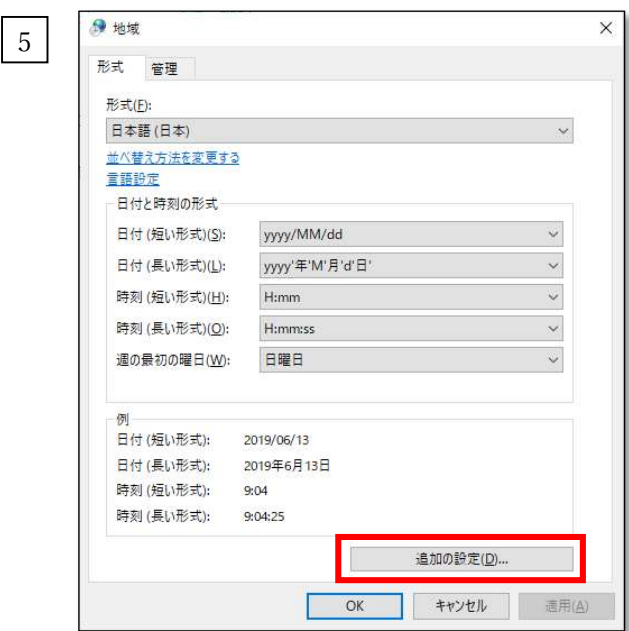 5
地域
形式
管理
形式(F):
日本語 (日本)
並べ替え方法を変更する
言語設定
日付と時刻の形式
日付 (短い形式)(S): yyyy/MM/dd
日付 (長い形式)(L): yyyy'年'M'月'd'日'
時刻 (短い形式)(H): H:mm
時刻 (長い形式)(O): H:mm:ss
週の最初の曜日(W): 日曜日
例
日付 (短い形式): 2019/06/13
日付 (長い形式): 2019年6月13日
時刻 (短い形式): 9:04
時刻 (長い形式): 9:04:25
追加の設定(D)...
OK キャンセル 適用(A)